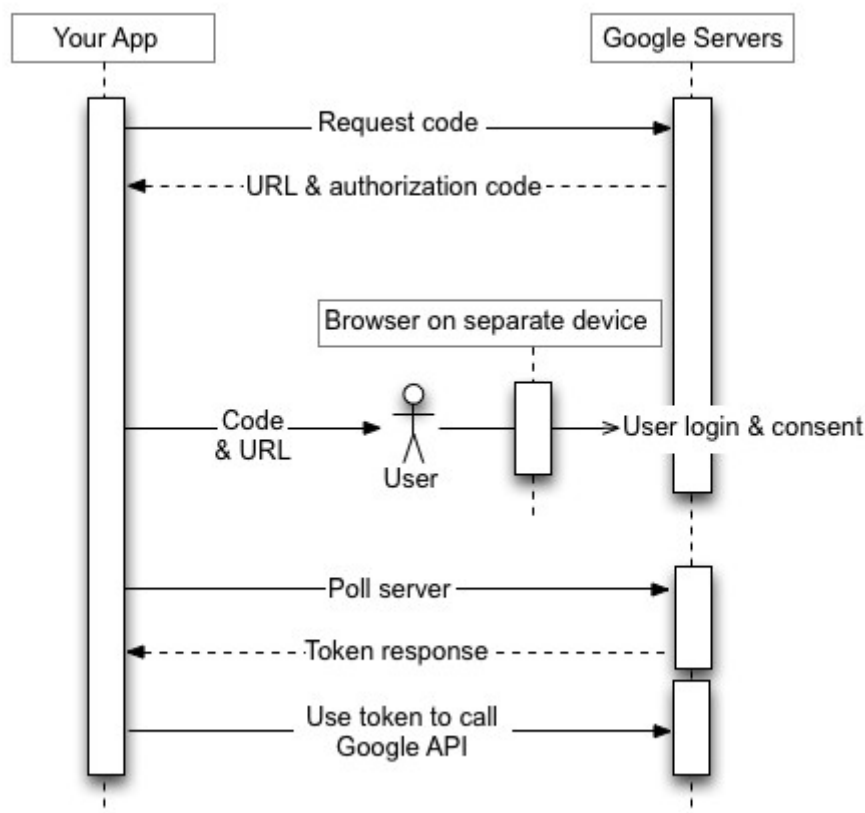 Your App
Google Servers
Request code
URL & authorization code
Browser on separate device
Code
& URL
User
User login & consent
Poll server
Token response
Use token to call
Google API